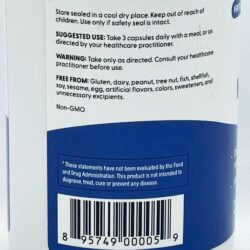 Store sealed in a cool dry place. Keep out of reach of
children. Use only if safety seal is intact.
SUGGESTED USE: Take 3 capsules daily with a meal, or as
directed by your healthcare practitioner.
WARNING: Take only as directed. Consult your healthcare
practitioner before use.
FREE FROM: Gluten, dairy, peanut, tree nut, fish, shellfish,
soy, sesame, egg, artificial flavors, colors, sweeteners, and
unnecessary excipients.
Non-GMO
* These statements have not been evaluated by the Food
and Drug Administration. This product is not intended to
diagnose, treat, cure or prevent any disease.
8 95749 00005 9